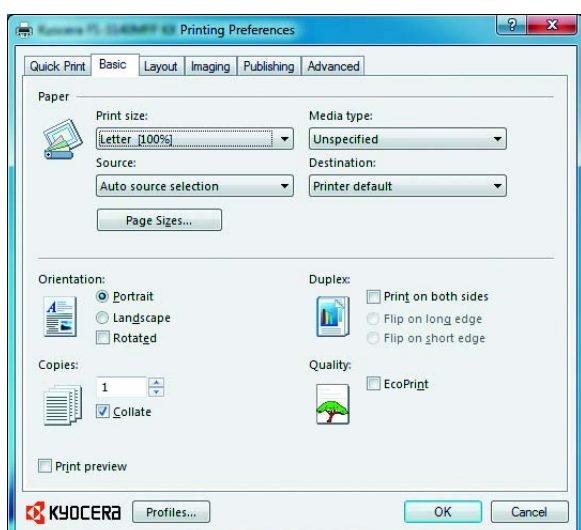 Printing Preferences
Quick Print Basic Layout Imaging Publishing Advanced
Paper
Print size: Media type:
Letter [100%] Unspecified
Source: Destination:
Auto source selection Printer default
Page Sizes...
Orientation: Duplex:
Portrait Print on both sides
Landscape Flip on long edge
Rotated Flip on short edge
Copies: Quality:
1 EcoPrint
Collate
Print preview
KYOCERA Profiles... OK Cancel